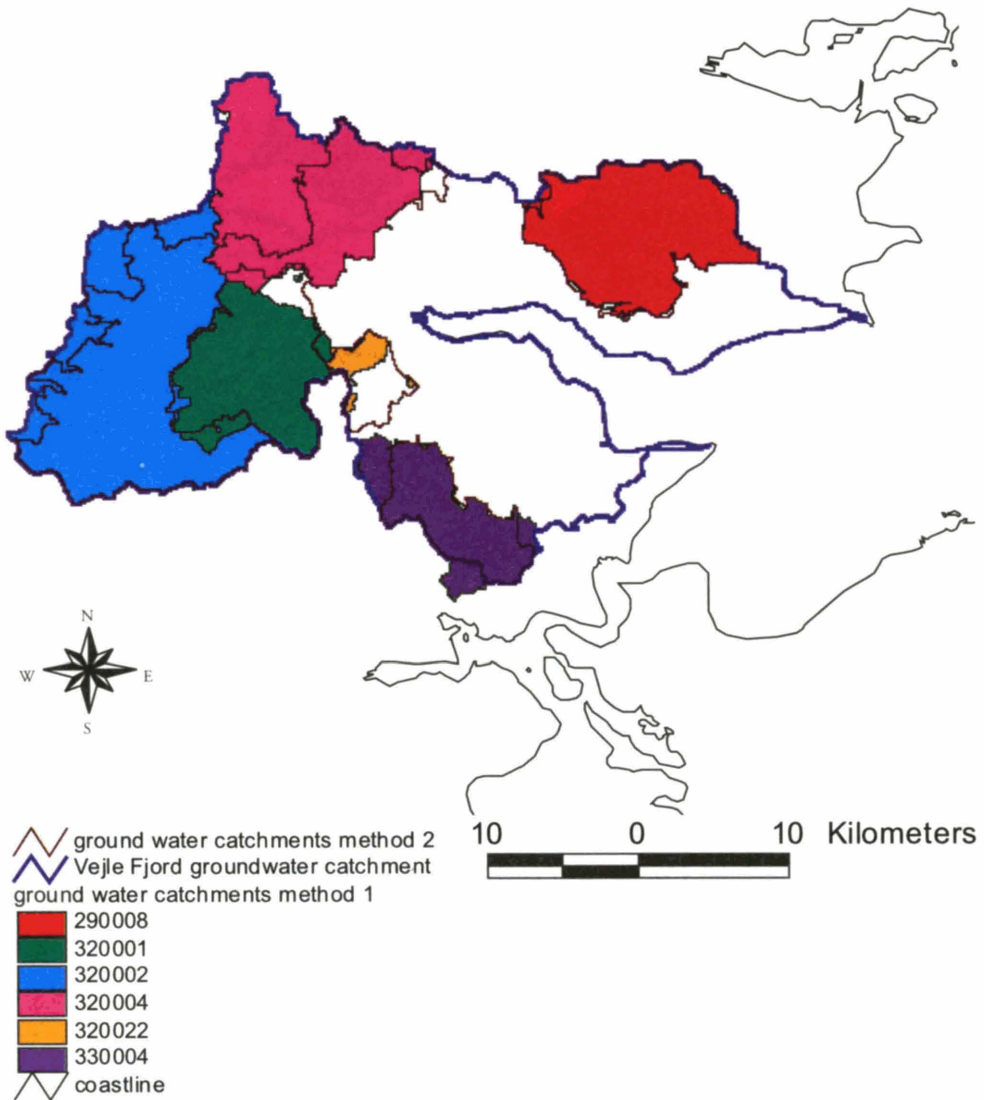 N
W E
S
10 0 10 Kilometers
ground water catchments method 2
Vejle Fjord groundwater catchment
ground water catchments method 1
290008
320001
320002
320004
320022
330004
coastline